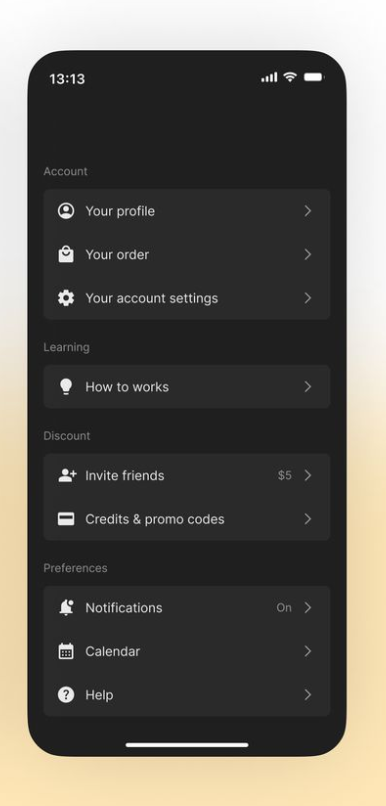 13:13
Account
Your profile
Your order
Your account settings
Learning
How to works
Discount
Invite friends $5
Credits & promo codes
Preferences
Notifications On
Calendar
Help